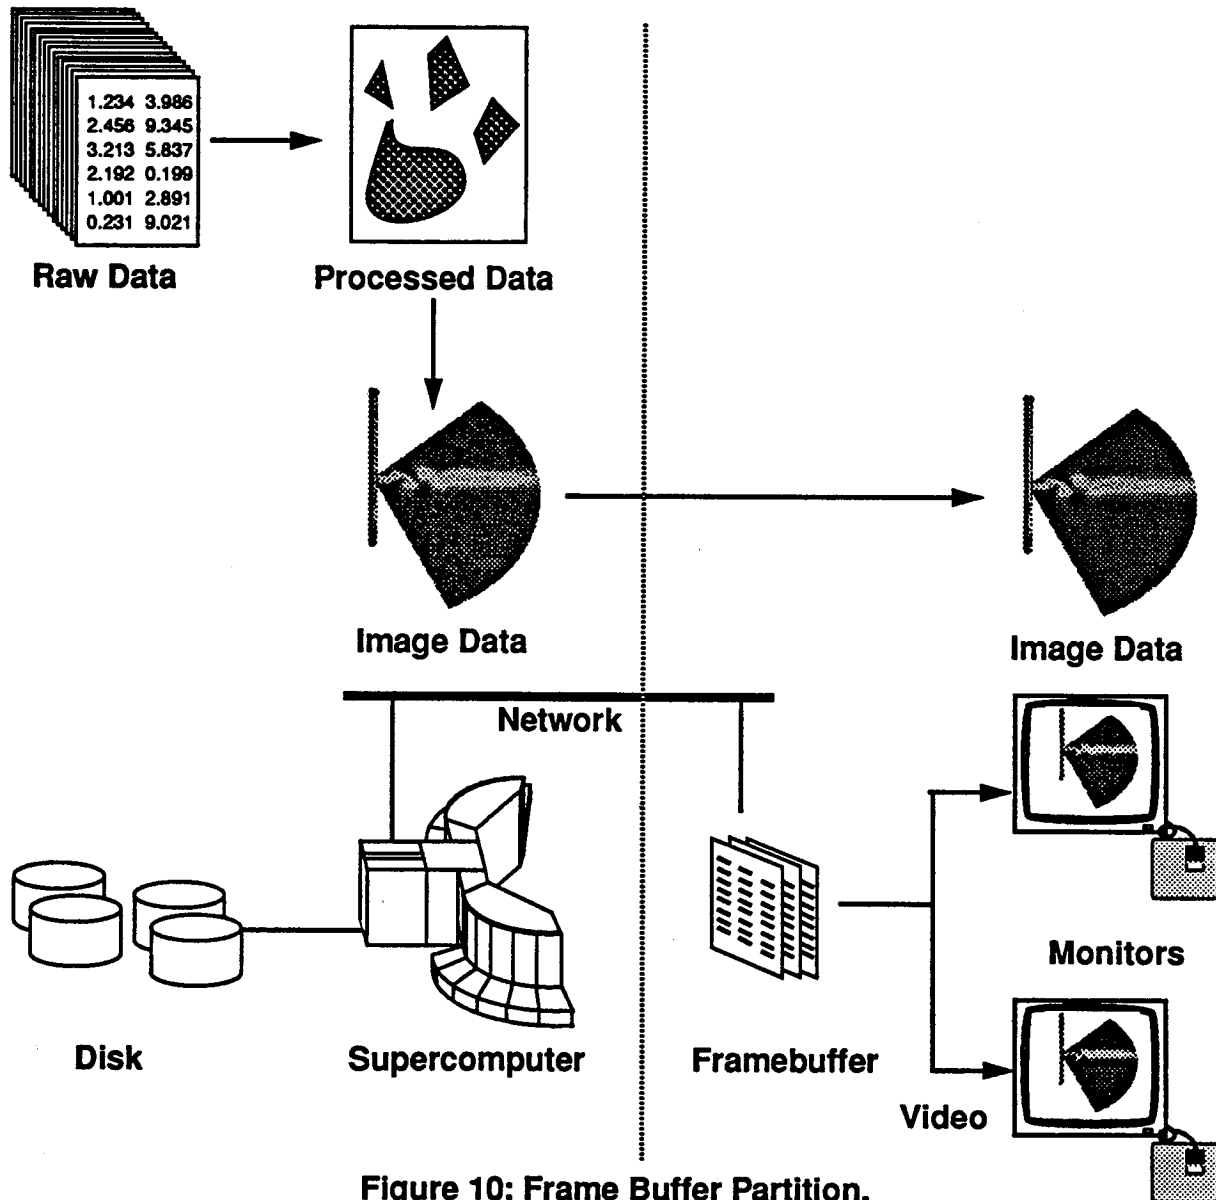 1.234 3.986
2.456 9.345
3.213 5.837
2.192 0.199
1.001 2.891
0.231 9.021
Raw Data
Processed Data
Image Data
Image Data
Network
Monitors
Disk
Supercomputer
Framebuffer
Video
Figure 10: Frame Buffer Partition.